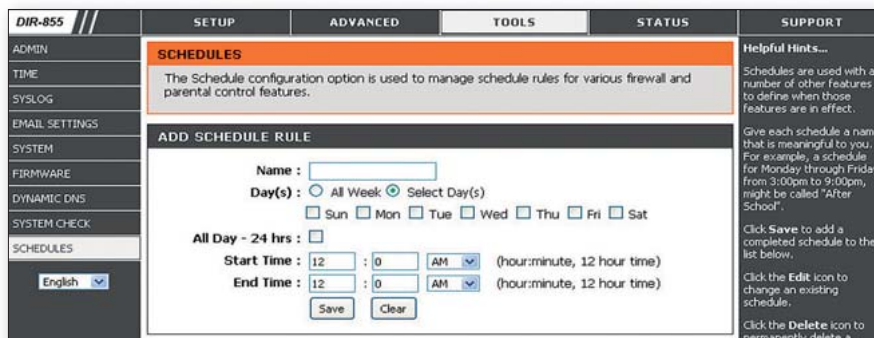 DIR-855
SETUP
ADVANCED
TOOLS
STATUS
SUPPORT
ADMIN
TIME
SYSLOG
EMAIL SETTINGS
SYSTEM
FIRMWARE
DYNAMIC DNS
SYSTEM CHECK
SCHEDULES
English
SCHEDULES
The Schedule configuration option is used to manage schedule rules for various firewall and
parental control features.
ADD SCHEDULE RULE
Name :
Day(s) : All Week Select Day(s)
Sun Mon Tue Wed Thu Fri Sat
All Day - 24 hrs :
Start Time : 12 : 0 AM (hour:minute, 12 hour time)
End Time : 12 : 0 AM (hour:minute, 12 hour time)
Save Clear
Helpful Hints...
Schedules are used with a
number of other features
to define when those
features are in effect.
Give each schedule a nam
that is meaningful to you.
For example, a schedule
for Monday through Frida
from 3:00pm to 9:00pm,
might be called "After
School".
Click Save to add a
completed schedule to the
list below.
Click the Edit icon to
change an existing
schedule.
Click the Delete icon to
permanently delete a